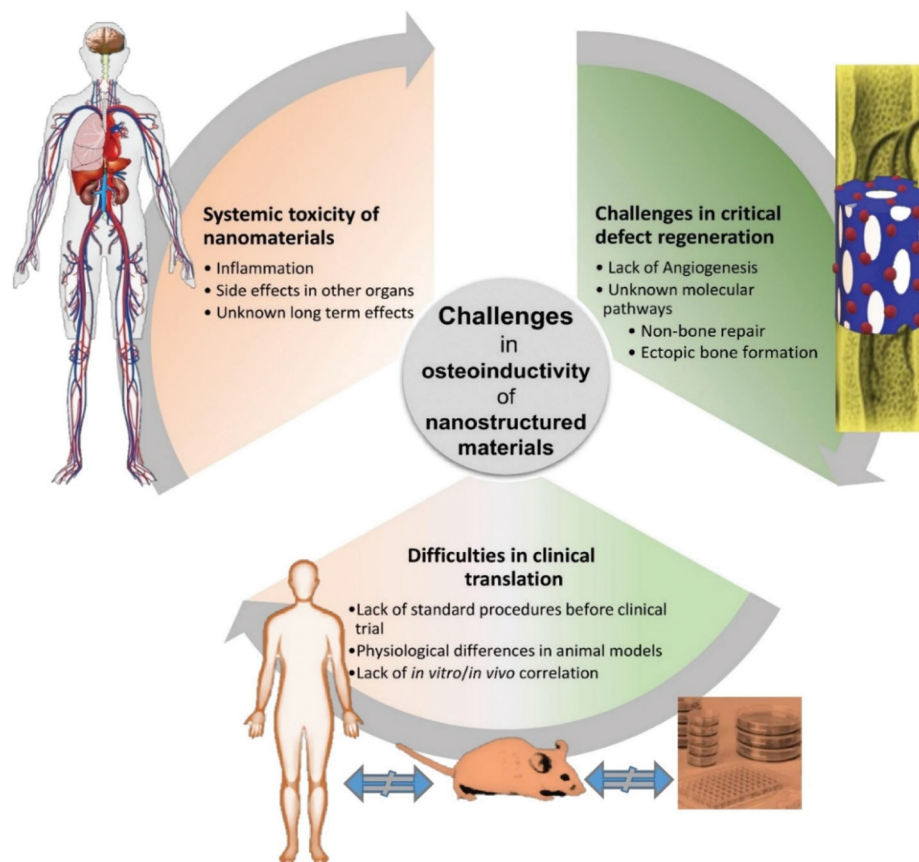 Systemic toxicity of
nanomaterials
• Inflammation
• Side effects in other organs
• Unknown long term effects
Challenges in critical
defect regeneration
• Lack of Angiogenesis
• Unknown molecular
pathways
• Non-bone repair
• Ectopic bone formation
Challenges
in
osteoinductivity
of
nanostructured
materials
Difficulties in clinical
translation
•Lack of standard procedures before clinical
trial
•Physiological differences in animal models
•Lack of in vitro/in vivo correlation